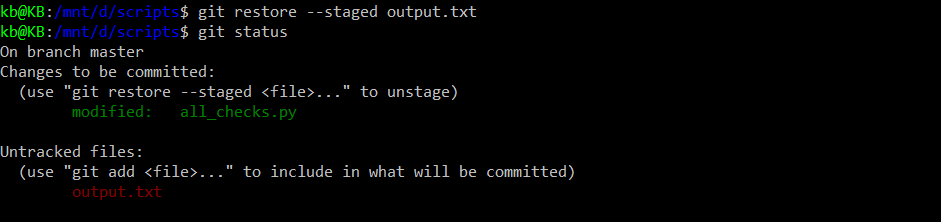 kb@KB:/mnt/d/scripts$ git restore --staged output.txt
kb@KB:/mnt/d/scripts$ git status
On branch master
Changes to be committed:
  (use "git restore --staged <file>..." to unstage)
        modified:   all_checks.py

Untracked files:
  (use "git add <file>..." to include in what will be committed)
        output.txt